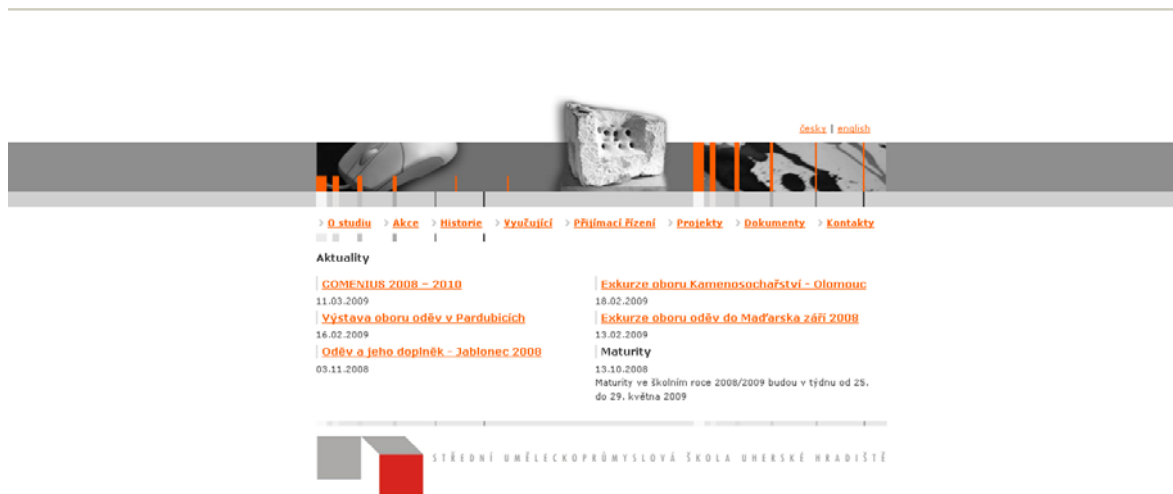 česky | english
> O studiu > Akce > Historie > Vyučující > Přijímací řízení > Projekty > Dokumenty > Kontakty
Aktuality
COMENIUS 2008 – 2010
11.03.2009
Výstava oboru oděv v Pardubicích
16.02.2009
Oděv a jeho doplněk - Jablonec 2008
03.11.2008
Exkurze oboru Kamenosochařství - Olomouc
18.02.2009
Exkurze oboru oděv do Maďarska září 2008
13.02.2009
Maturity
13.10.2008
Maturity ve školním roce 2008/2009 budou v týdnu od 25.
do 29. května 2009
STŘEDNÍ UMĚLECKOPRŮMYSLOVÁ ŠKOLA UHERSKÉ HRADIŠTĚ